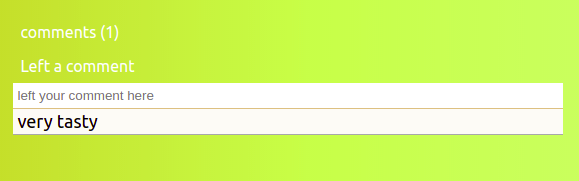 comments (1)
Left a comment
left your comment here
very tasty